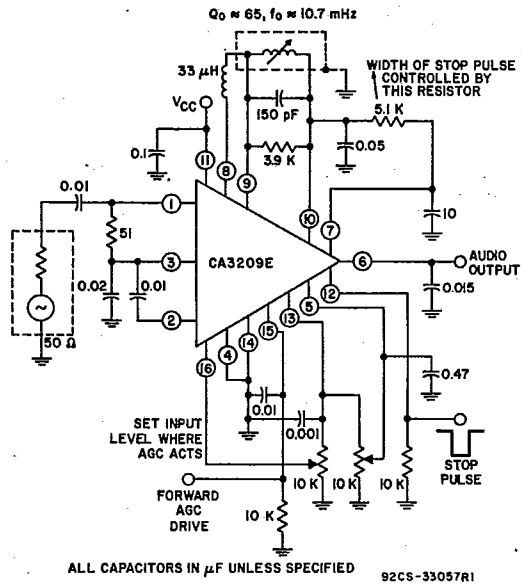 Qo ≈ 65, fo ≈ 10.7 mHz
33 μH
WIDTH OF STOP PULSE
CONTROLLED BY
THIS RESISTOR
VCC
150 pF
5.1 K
0.1
3.9 K
0.05
11
8
9
10
7
10
0.01
1
51
3
CA3209E
6
AUDIO
OUTPUT
0.02
0.01
12
0.015
2
5
13
15
14
4
16
50 Ω
0.47
0.01
0.001
SET INPUT
LEVEL WHERE
AGC ACTS
10 K
10 K
10 K
STOP
PULSE
FORWARD
AGC
DRIVE
10 K
ALL CAPACITORS IN μF UNLESS SPECIFIED
92CS-33057R1